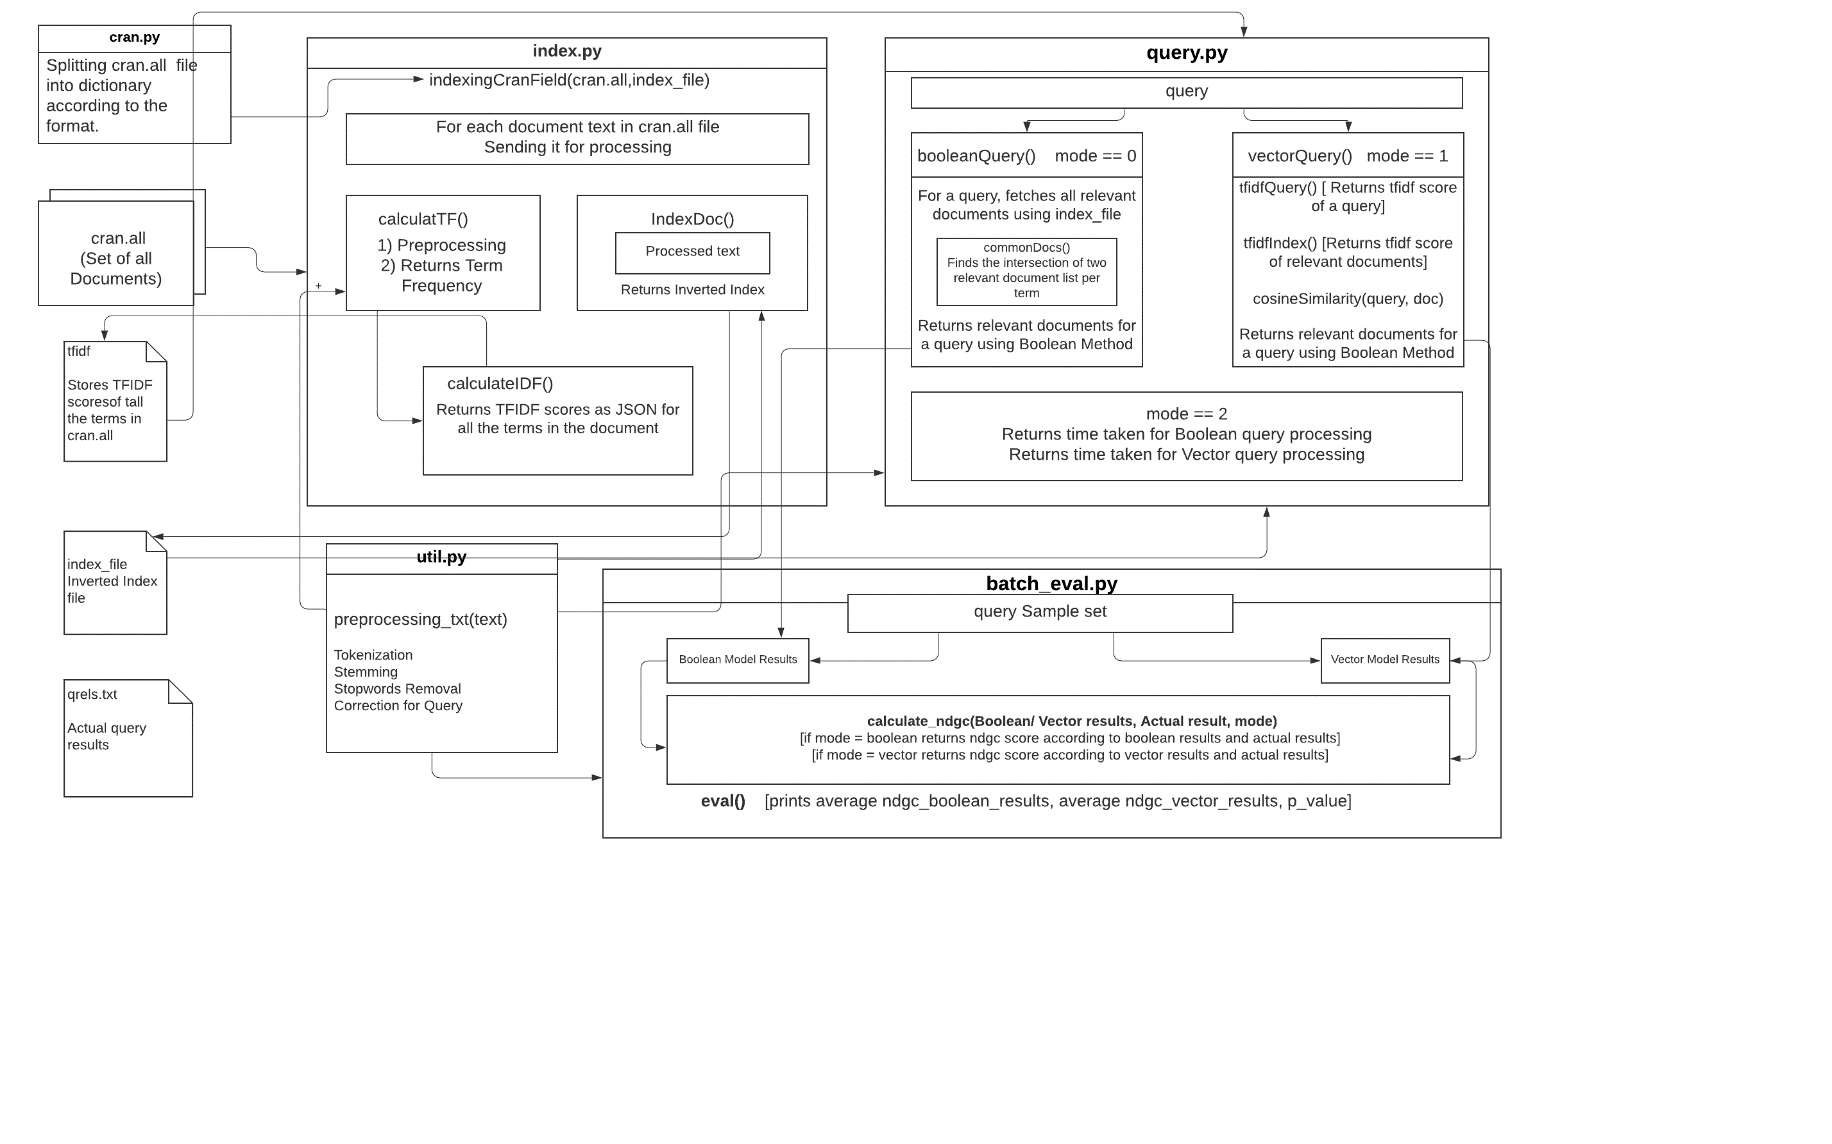 cran.py
Splitting cran.all file
into dictionary
according to the
format.
cran.all
(Set of all
Documents)
tfidf
Stores TFIDF
scoresof tall
the terms in
cran.all
index_file
Inverted Index
file
qrels.txt
Actual query
results
index.py
indexingCranField(cran.all,index_file)
For each document text in cran.all file
Sending it for processing
+
calculatTF()
1) Preprocessing
2) Returns Term
Frequency
IndexDoc()
Processed text
Returns Inverted Index
calculateIDF()
Returns TFIDF scores as JSON for
all the terms in the document
util.py
preprocessing_txt(text)
Tokenization
Stemming
Stopwords Removal
Correction for Query
query.py
query
booleanQuery() mode == 0
For a query, fetches all relevant
documents using index_file
commonDocs()
Finds the intersection of two
relevant document list per
term
Returns relevant documents for
a query using Boolean Method
vectorQuery() mode == 1
tfidfQuery() [ Returns tfidf score
of a query]
tfidfIndex() [Returns tfidf score
of relevant documents]
cosineSimilarity(query, doc)
Returns relevant documents for
a query using Boolean Method
mode == 2
Returns time taken for Boolean query processing
Returns time taken for Vector query processing
batch_eval.py
query Sample set
Boolean Model Results
Vector Model Results
calculate_ndgc(Boolean/ Vector results, Actual result, mode)
[if mode = boolean returns ndgc score according to boolean results and actual results]
[if mode = vector returns ndgc score according to vector results and actual results]
eval() [prints average ndgc_boolean_results, average ndgc_vector_results, p_value]